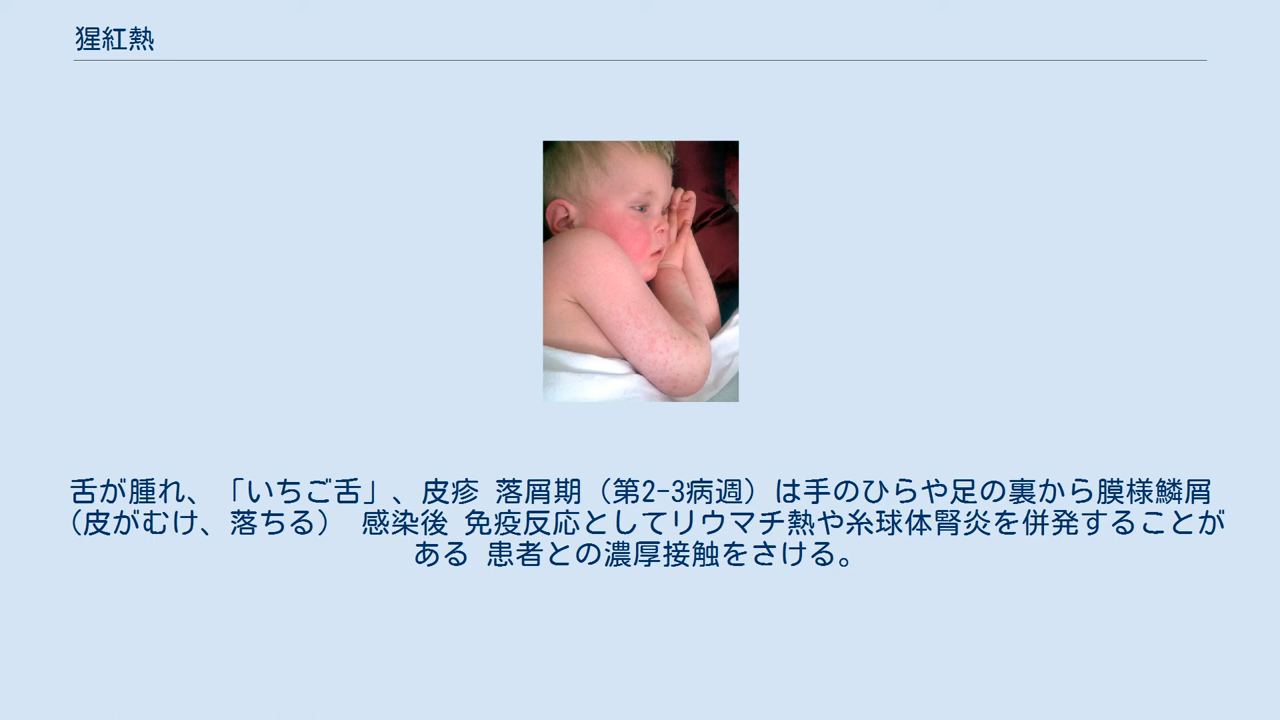 猩紅熱
舌が腫れ、「いちご舌」、皮疹 落屑期（第2-3病週）は手のひらや足の裏から膜様鱗屑
（皮がむけ、落ちる） 感染後 免疫反応としてリウマチ熱や糸球体腎炎を併発することが
ある 患者との濃厚接触をさける。